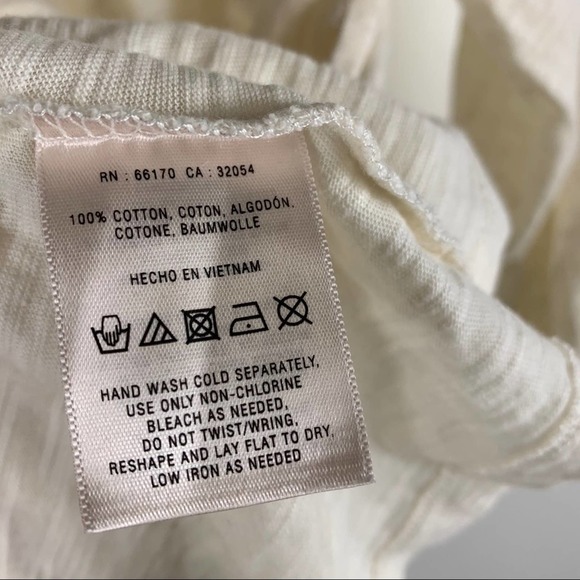 RN : 66170 CA : 32054
100% COTTON, COTON, ALGODÓN.
COTONE, BAUMWOLLE
HECHO EN VIETNAM
HAND WASH COLD SEPARATELY,
USE ONLY NON-CHLORINE
BLEACH AS NEEDED,
DO NOT TWIST/WRING,
RESHAPE AND LAY FLAT TO DRY,
LOW IRON AS NEEDED